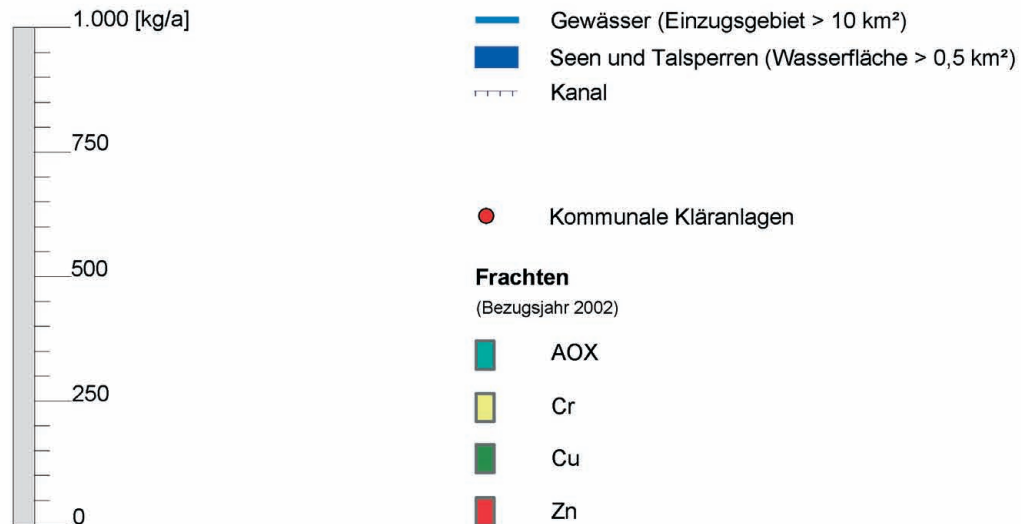 1.000 [kg/a]
750
500
250
0
Gewässer (Einzugsgebiet > 10 km²)
Seen und Talsperren (Wasserfläche > 0,5 km²)
Kanal
Kommunale Kläranlagen
Frachten
(Bezugsjahr 2002)
AOX
Cr
Cu
Zn